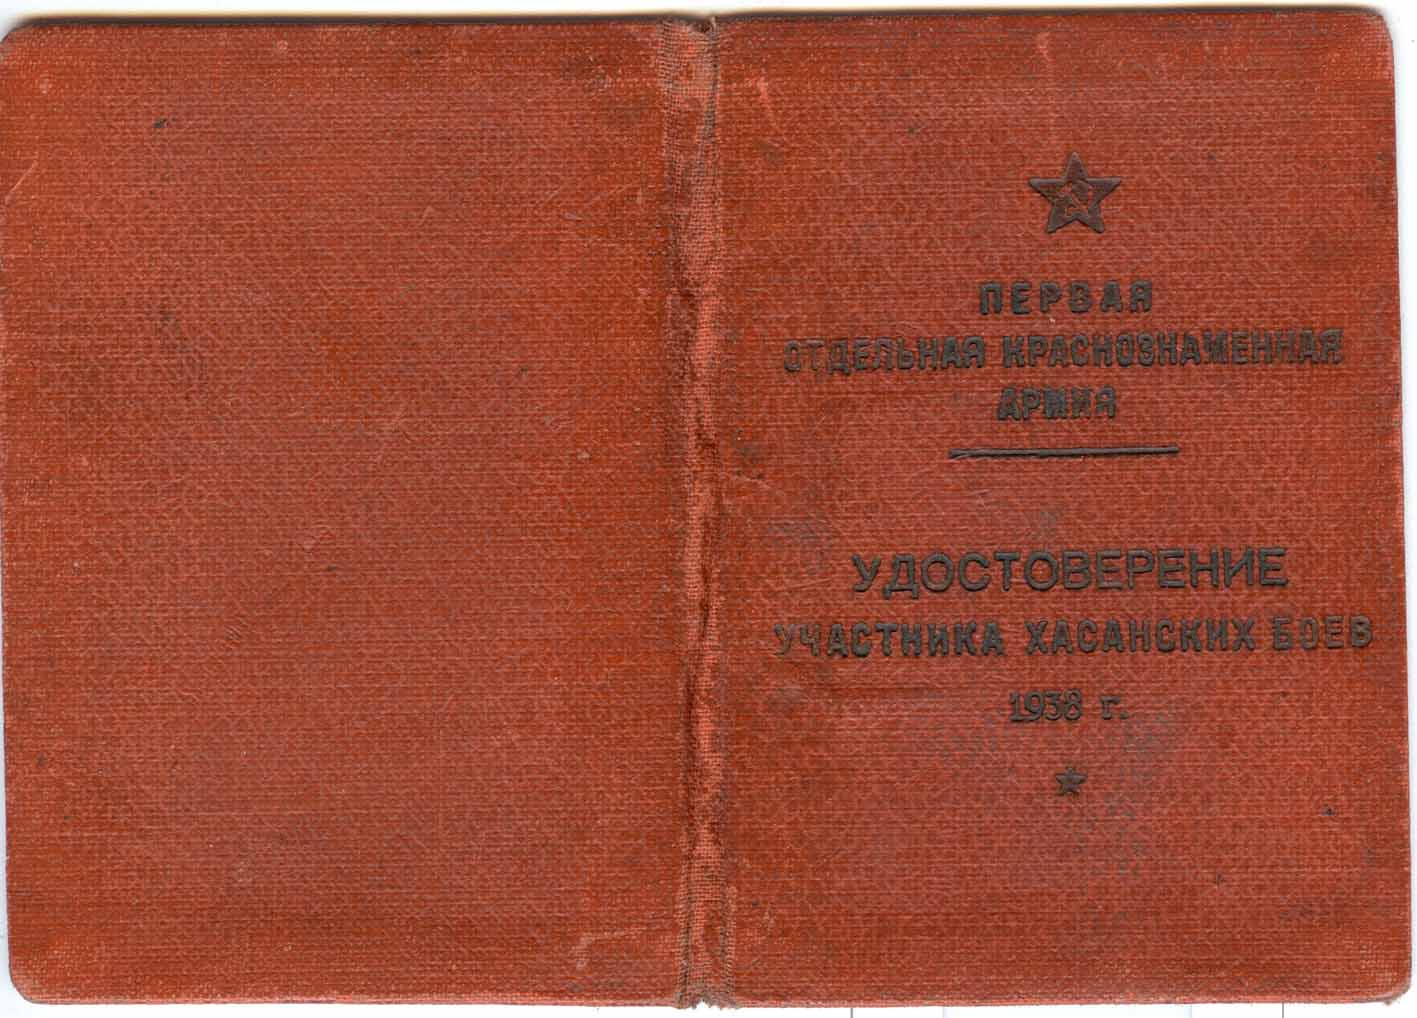 ПЕРВАЯ
ОТДЕЛЬНАЯ КРАСНОЗНАМЕННАЯ
АРМИЯ
УДОСТОВЕРЕНИЕ
УЧАСТНИКА ХАСАНСКИХ БОЕВ
1938 г.